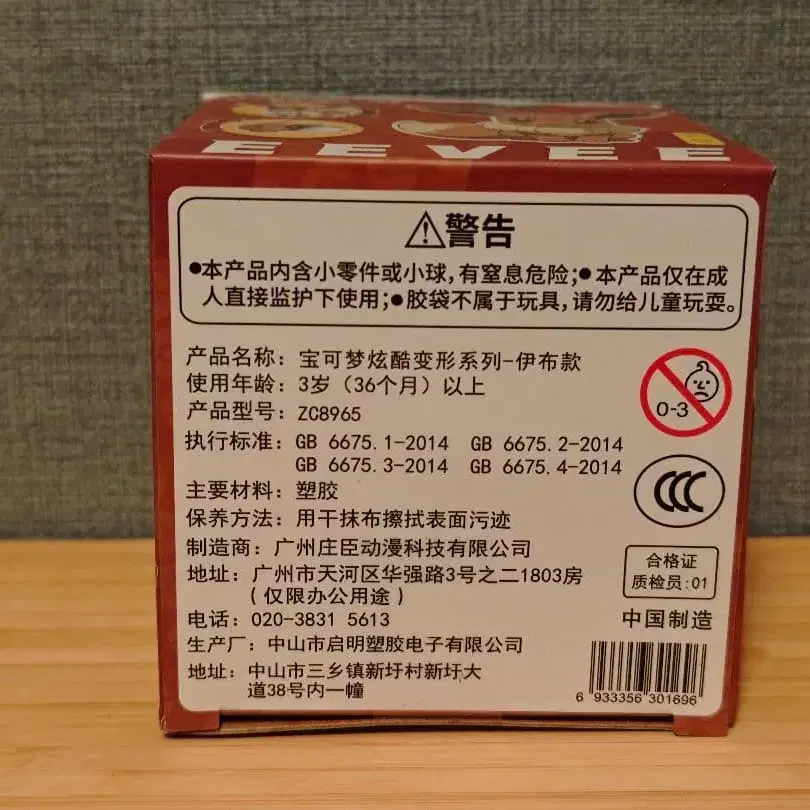 EEVEE
⚠警告
●本产品内含小零件或小球,有窒息危险;●本产品仅在成
人直接监护下使用;●胶袋不属于玩具,请勿给儿童玩耍。
产品名称: 宝可梦炫酷变形系列-伊布款
使用年龄: 3岁（36个月）以上
产品型号: ZC8965
执行标准: GB 6675.1-2014 GB 6675.2-2014
GB 6675.3-2014 GB 6675.4-2014
主要材料: 塑胶
保养方法: 用干抹布擦拭表面污迹
制造商: 广州庄臣动漫科技有限公司
地址: 广州市天河区华强路3号之二1803房
(仅限办公用途)
电话: 020-3831 5613
生产厂: 中山市启明塑胶电子有限公司
地址: 中山市三乡镇新圩村新圩大
道38号内一幢
0-3
CCC
合格证
质检员:01
中国制造
6 933356 301696